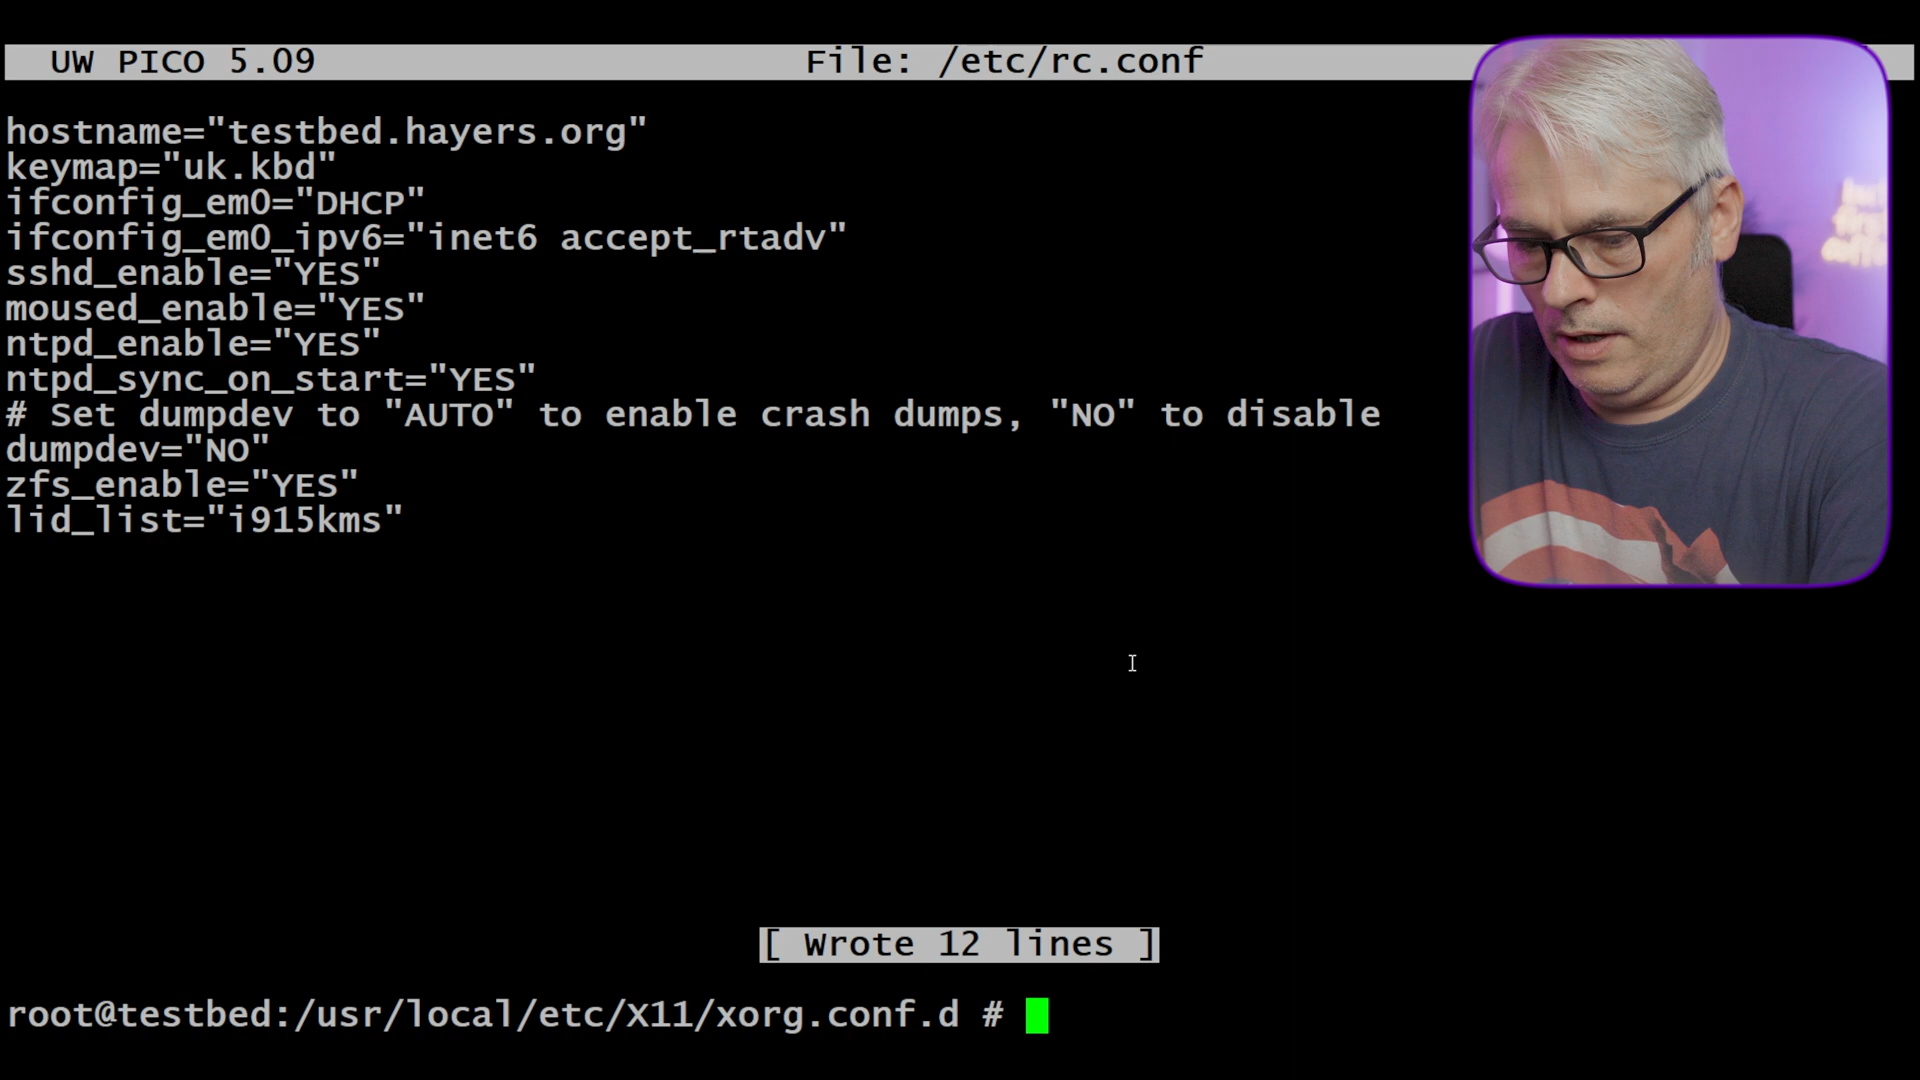 UW PICO 5.09 File: /etc/rc.conf
hostname="testbed.hayers.org"
keymap="uk.kbd"
ifconfig_em0="DHCP"
ifconfig_em0_ipv6="inet6 accept_rtadv"
sshd_enable="YES"
moused_enable="YES"
ntpd_enable="YES"
ntpd_sync_on_start="YES"
# Set dumpdev to "AUTO" to enable crash dumps, "NO" to disable
dumpdev="NO"
zfs_enable="YES"
lid_list="i915kms"
[ Wrote 12 lines ]
root@testbed:/usr/local/etc/X11/xorg.conf.d #